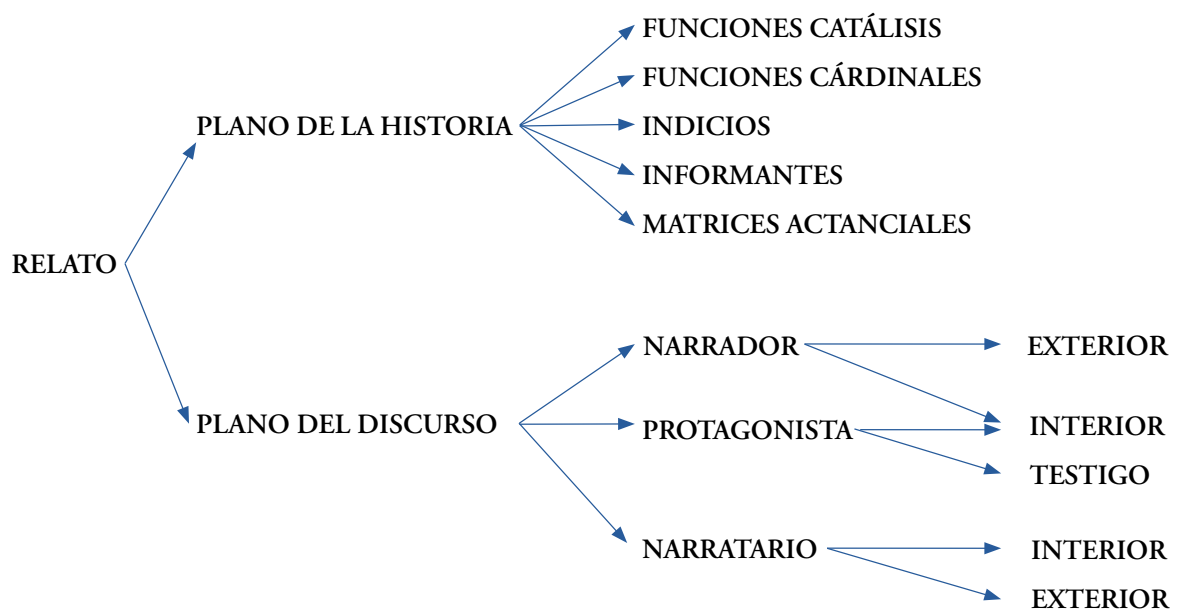 FUNCIONES CATÁLISIS
FUNCIONES CÁRDINALES
PLANO DE LA HISTORIA
INDICIOS
INFORMANTES
MATRICES ACTANCIALES
RELATO
NARRADOR
EXTERIOR
PLANO DEL DISCURSO
PROTAGONISTA
INTERIOR
TESTIGO
NARRATARIO
INTERIOR
EXTERIOR